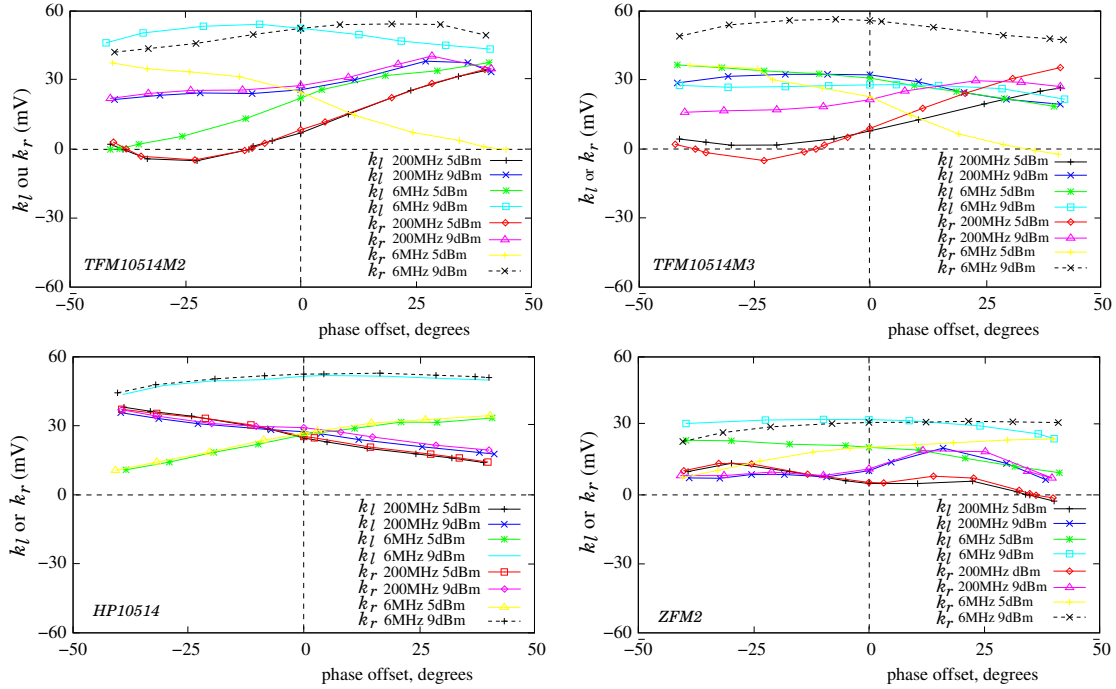 60
30
0
−30
−60
−50
−25
0
25
50
k_l ou k_r (mV)
phase offset, degrees
TFM10514M2
k_l 200MHz 5dBm
k_l 200MHz 9dBm
k_l 6MHz 5dBm
k_l 6MHz 9dBm
k_r 200MHz 5dBm
k_r 200MHz 9dBm
k_r 6MHz 5dBm
k_r 6MHz 9dBm
60
30
0
−30
−60
−50
−25
0
25
50
k_l or k_r (mV)
phase offset, degrees
TFM10514M3
k_l 200MHz 5dBm
k_l 200MHz 9dBm
k_l 6MHz 5dBm
k_l 6MHz 9dBm
k_r 200MHz 5dBm
k_r 200MHz 9dBm
k_r 6MHz 5dBm
k_r 6MHz 9dBm
60
30
0
−30
−60
−50
−25
0
25
50
k_l or k_r (mV)
phase offset, degrees
HP10514
k_l 200MHz 5dBm
k_l 200MHz 9dBm
k_l 6MHz 5dBm
k_l 6MHz 9dBm
k_r 200MHz 5dBm
k_r 200MHz 9dBm
k_r 6MHz 5dBm
k_r 6MHz 9dBm
60
30
0
−30
−60
−50
−25
0
25
50
k_l or k_r (mV)
phase offset, degrees
ZFM2
k_l 200MHz 5dBm
k_l 200MHz 9dBm
k_l 6MHz 5dBm
k_l 6MHz 9dBm
k_r 200MHz dBm
k_r 200MHz 9dBm
k_r 6MHz 5dBm
k_r 6MHz 9dBm